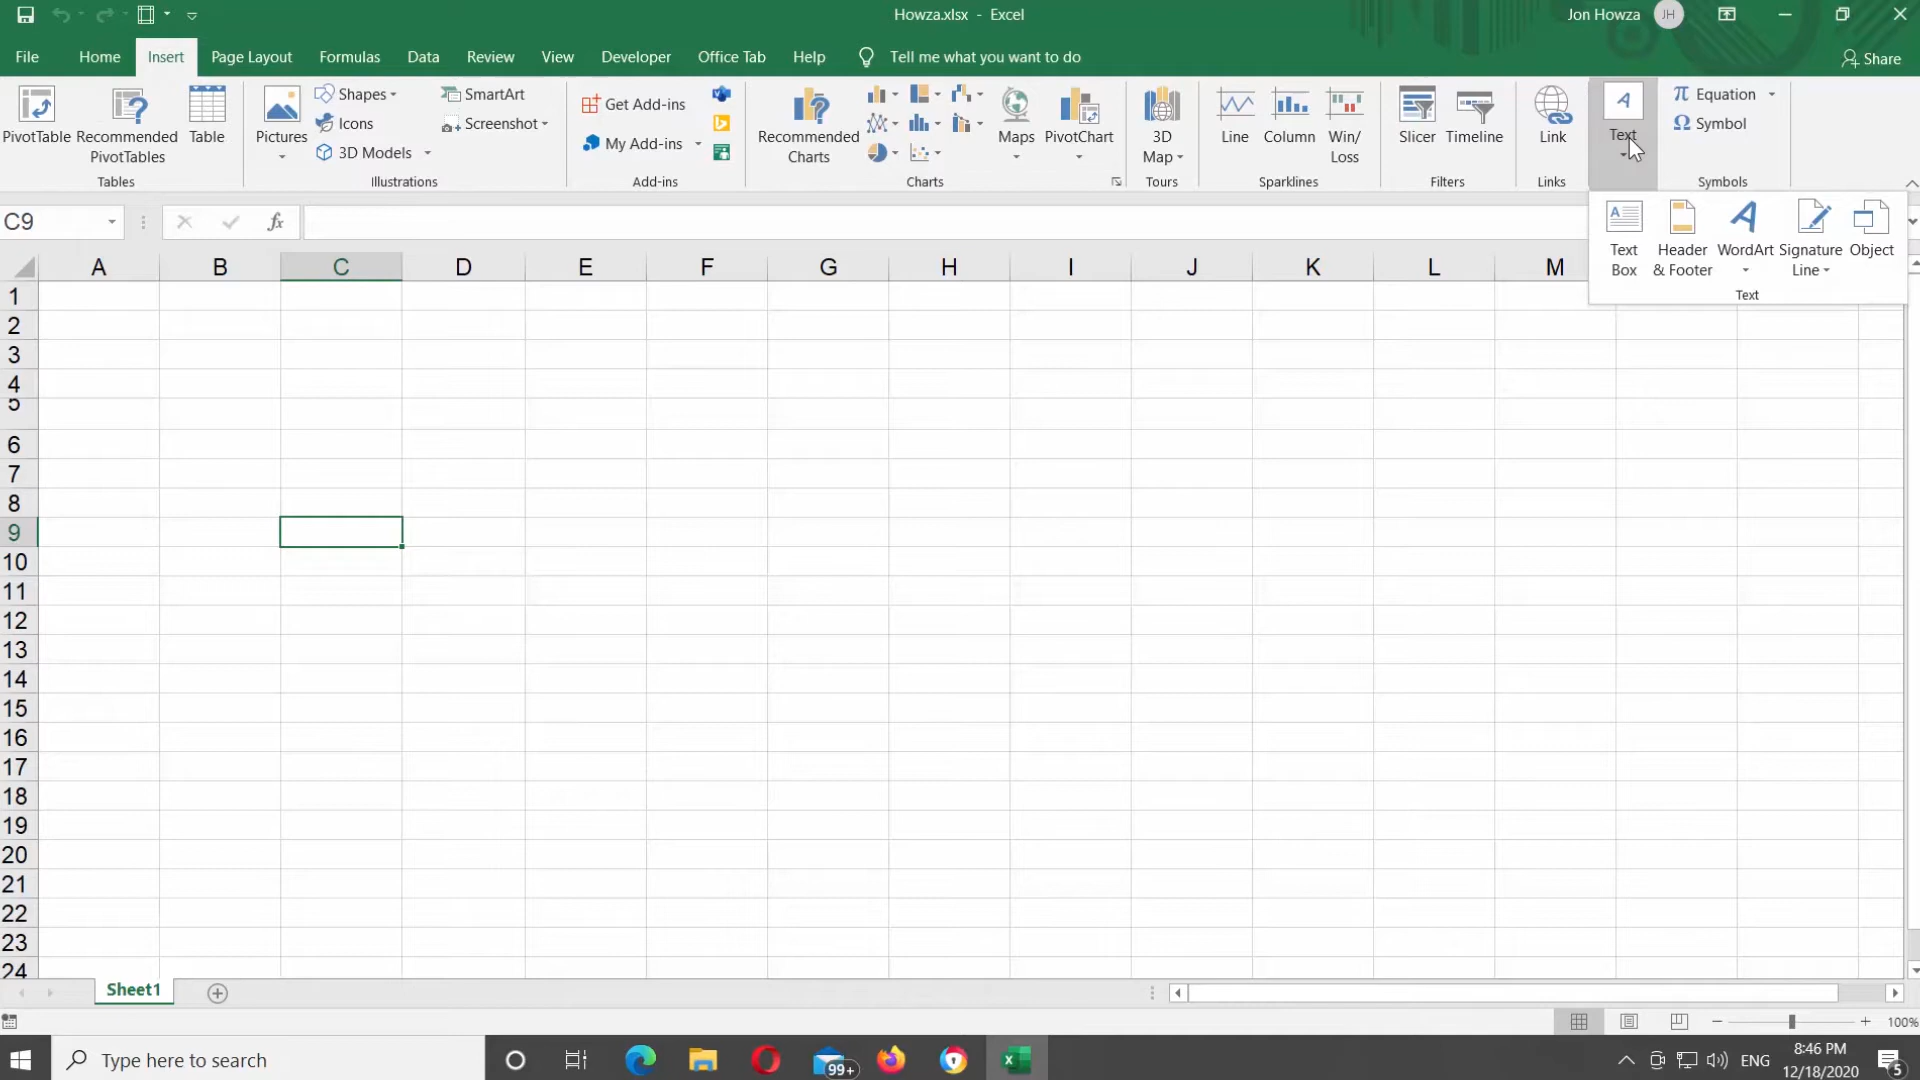 Howza.xlsx - Excel
Jon Howza
JH
File Home Insert Page Layout Formulas Data Review View Developer Office Tab Help Tell me what you want to do
Share
PivotTable
Recommended
PivotTables
Table
Tables
Pictures
Shapes
Icons
3D Models
SmartArt
Screenshot
Illustrations
Get Add-ins
My Add-ins
Add-ins
Recommended
Charts
Maps
PivotChart
Charts
3D
Map
Tours
Line
Column
Win/
Loss
Sparklines
Slicer
Timeline
Filters
Link
Links
Text
Equation
Symbol
Symbols
Text
Box
Header
& Footer
WordArt
Signature
Line
Object
Text
C9
fx
A B C D E F G H I J K L M
1
2
3
4
5
6
7
8
9
10
11
12
13
14
15
16
17
18
19
20
21
22
23
24
Sheet1
100%
Type here to search
99+
ENG
8:46 PM
12/18/2020
5